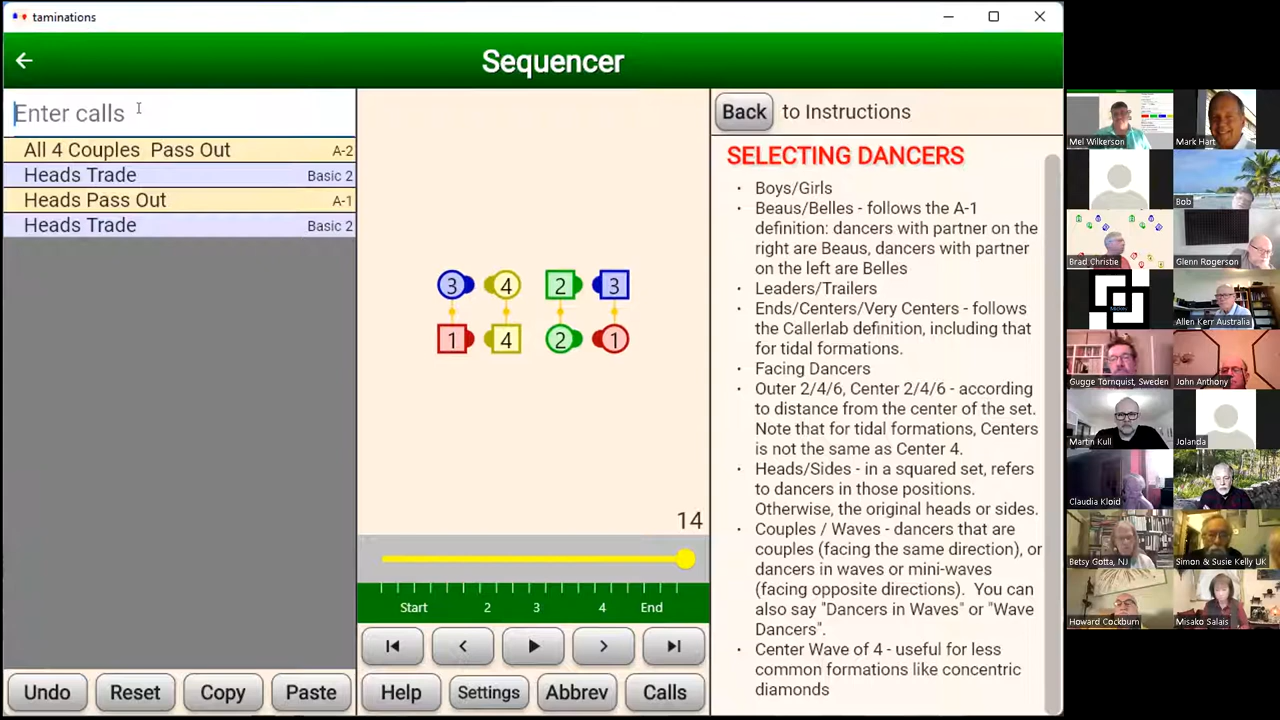 taminations
Sequencer
Enter calls
All 4 Couples Pass Out A-2
Heads Trade Basic 2
Heads Pass Out A-1
Heads Trade Basic 2
3 4 2 3
1 4 2 1
14
Start 2 3 4 End
Undo Reset Copy Paste
Help Settings Abbrev Calls
Back to Instructions
SELECTING DANCERS
· Boys/Girls
· Beaus/Belles - follows the A-1
definition: dancers with partner on the
right are Beaus, dancers with partner
on the left are Belles
· Leaders/Trailers
· Ends/Centers/Very Centers - follows
the Callerlab definition, including that
for tidal formations.
· Facing Dancers
· Outer 2/4/6, Center 2/4/6 - according
to distance from the center of the set.
Note that for tidal formations, Centers
is not the same as Center 4.
· Heads/Sides - in a squared set, refers
to dancers in those positions.
Otherwise, the original heads or sides.
· Couples / Waves - dancers that are
couples (facing the same direction), or
dancers in waves or mini-waves
(facing opposite directions). You can
also say "Dancers in Waves" or "Wave
Dancers".
· Center Wave of 4 - useful for less
common formations like concentric
diamonds
Mel Wilkerson
Mark Hart
Bob
Brad Christie
Glenn Rogerson
Allen Kerr Australia
Gugge Törnquist, Sweden
John Anthony
Martin Kull
Jolanda
Claudia Kloid
Betsy Gotta, NJ
Simon & Susie Kelly UK
Howard Cockburn
Misako Salais